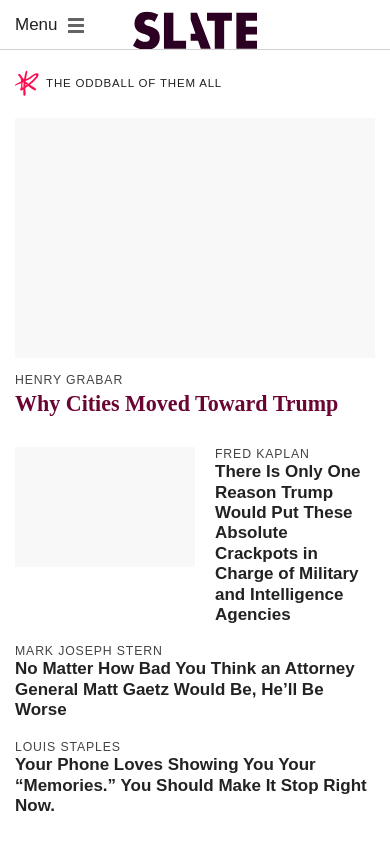 Menu
SLATE
THE ODDBALL OF THEM ALL
HENRY GRABAR
Why Cities Moved Toward Trump
FRED KAPLAN
There Is Only One
Reason Trump
Would Put These
Absolute
Crackpots in
Charge of Military
and Intelligence
Agencies
MARK JOSEPH STERN
No Matter How Bad You Think an Attorney
General Matt Gaetz Would Be, He’ll Be
Worse
LOUIS STAPLES
Your Phone Loves Showing You Your
“Memories.” You Should Make It Stop Right
Now.